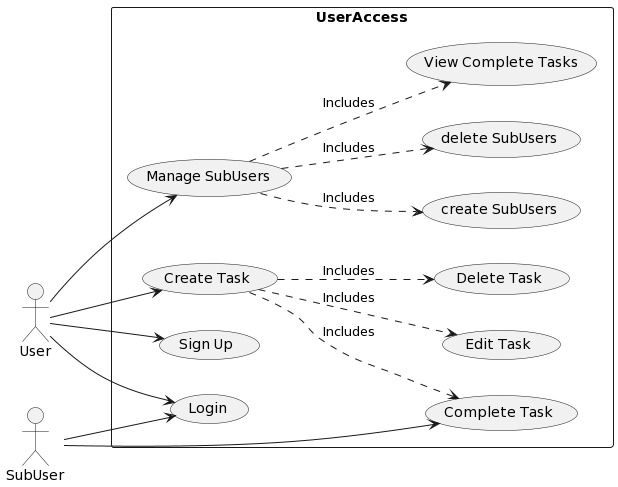 UserAccess
View Complete Tasks
Includes
delete SubUsers
Includes
Manage SubUsers
Includes
create SubUsers
Create Task
Includes
Delete Task
Includes
Includes
Edit Task
Sign Up
User
Login
Complete Task
SubUser